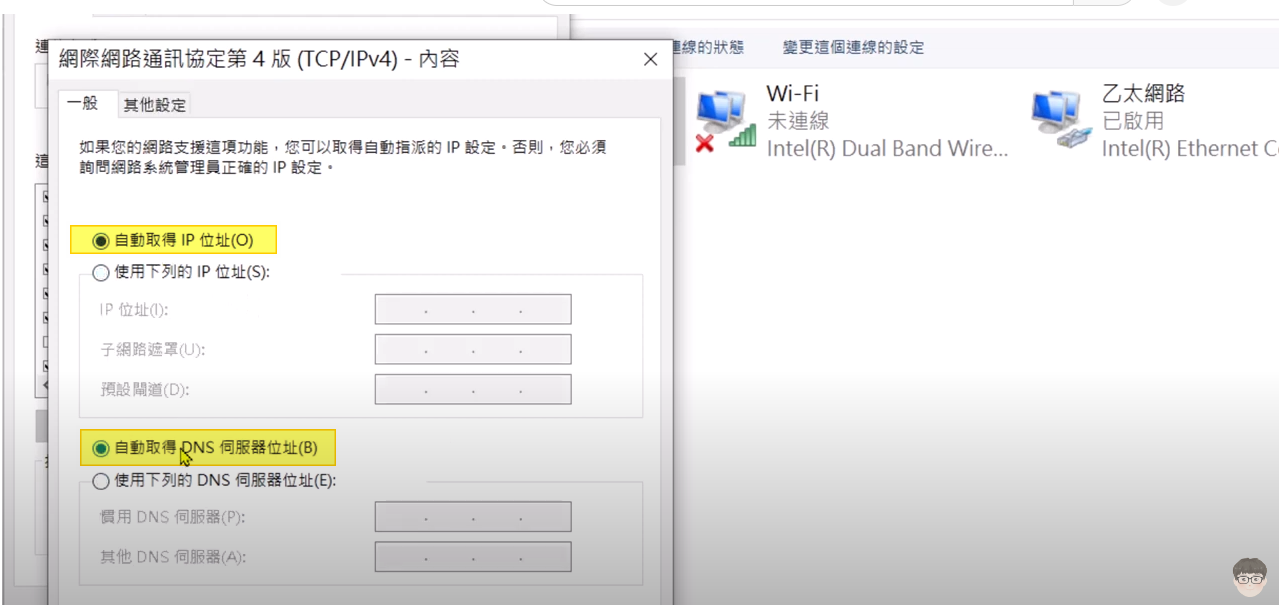 網際網路通訊協定第 4 版 (TCP/IPv4) - 內容
一般
其他設定
如果您的網路支援這項功能，您可以取得自動指派的 IP 設定。否則，您必須
詢問網路系統管理員正確的 IP 設定。
自動取得 IP 位址(O)
使用下列的 IP 位址(S):
IP 位址(I):
子網路遮罩(U):
預設閘道(D):
自動取得 DNS 伺服器位址(B)
使用下列的 DNS 伺服器位址(E):
慣用 DNS 伺服器(P):
其他 DNS 伺服器(A):
連線的狀態
變更這個連線的設定
Wi-Fi
未連線
Intel(R) Dual Band Wire...
乙太網路
已啟用
Intel(R) Ethernet